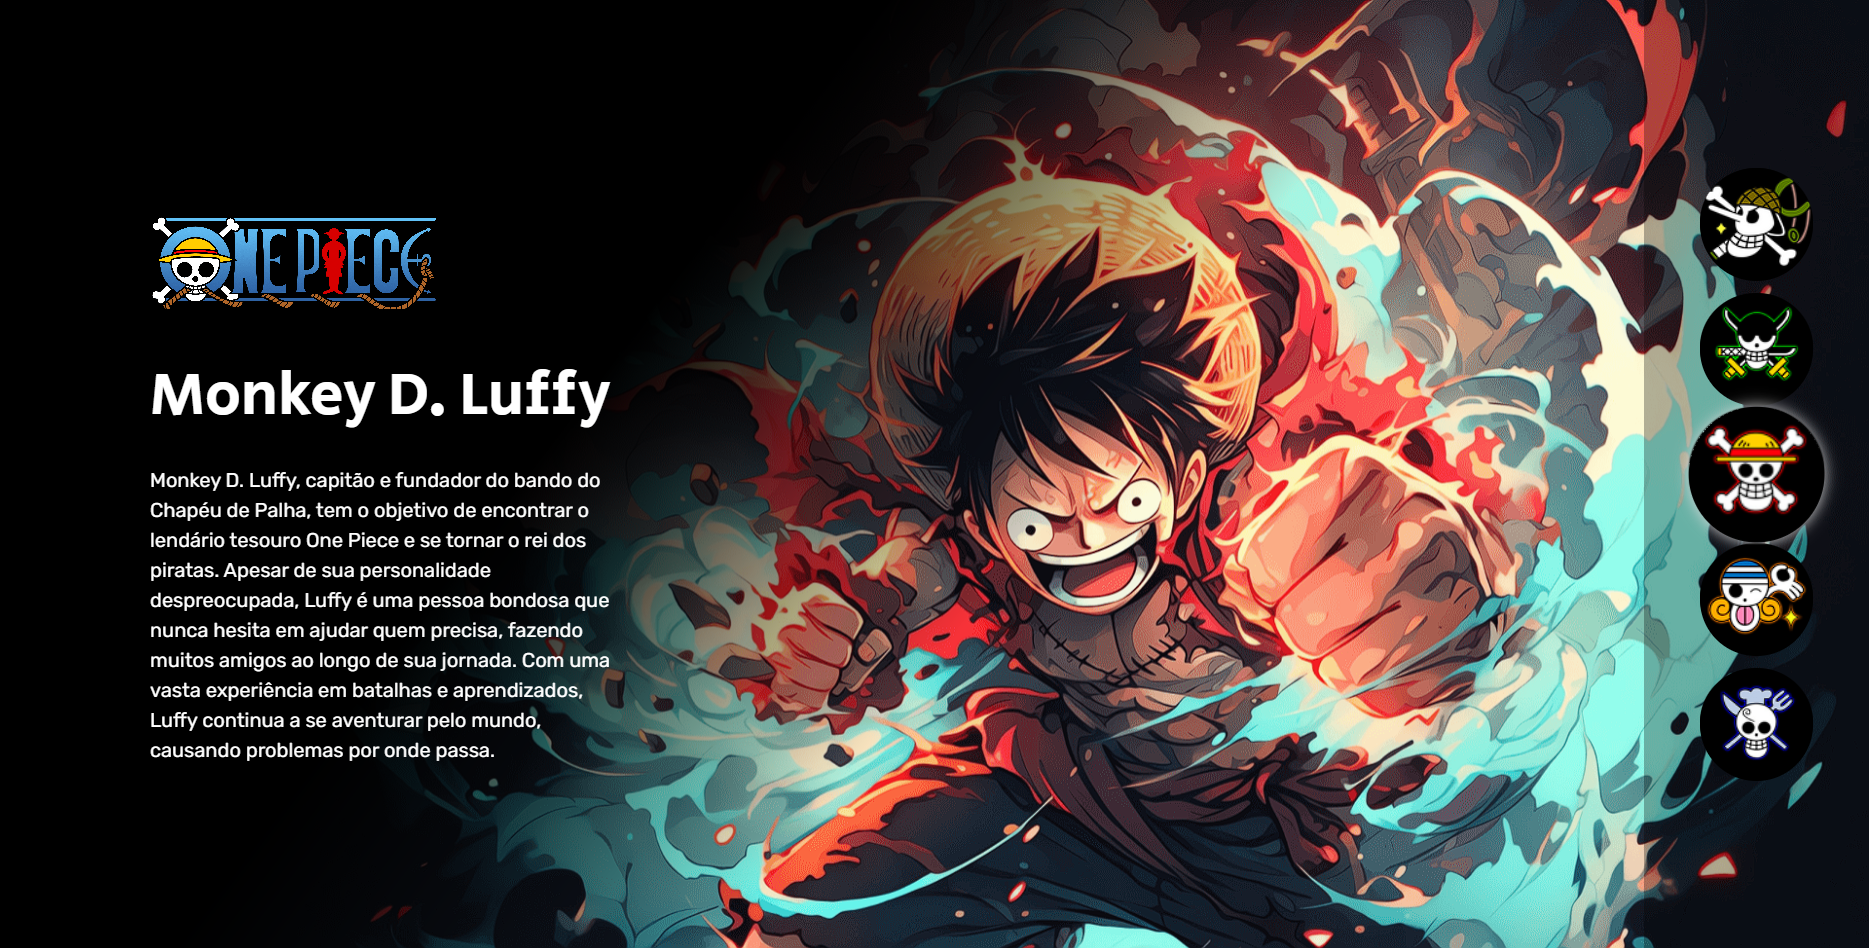 ONE PIECE
Monkey D. Luffy
Monkey D. Luffy, capitão e fundador do bando do
Chapéu de Palha, tem o objetivo de encontrar o
lendário tesouro One Piece e se tornar o rei dos
piratas. Apesar de sua personalidade
despreocupada, Luffy é uma pessoa bondosa que
nunca hesita em ajudar quem precisa, fazendo
muitos amigos ao longo de sua jornada. Com uma
vasta experiência em batalhas e aprendizados,
Luffy continua a se aventurar pelo mundo,
causando problemas por onde passa.